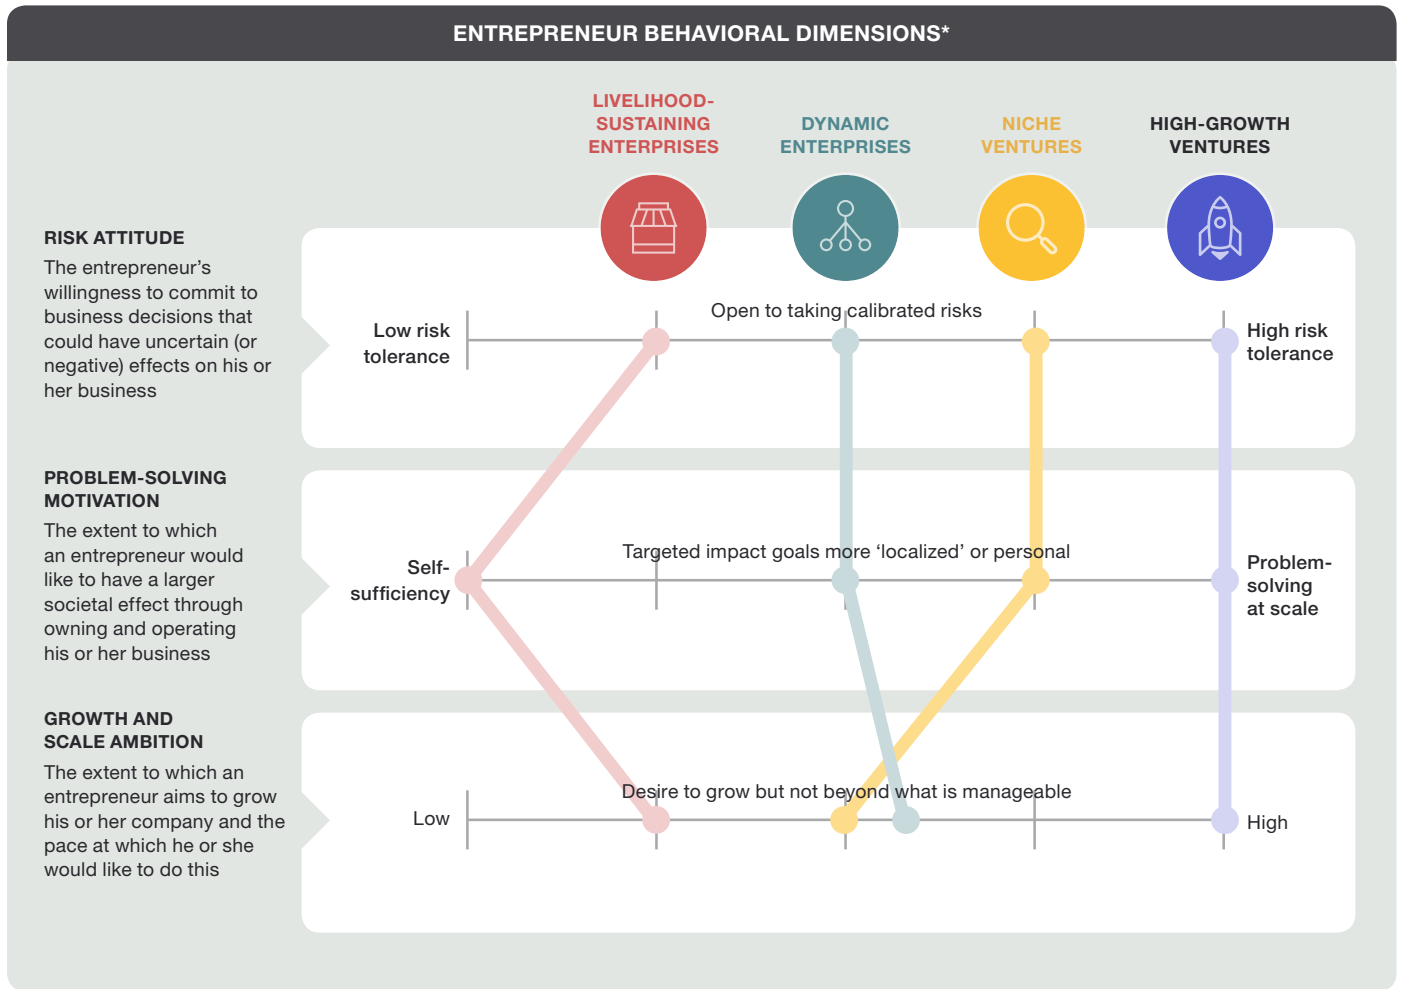 ENTREPRENEUR BEHAVIORAL DIMENSIONS*
LIVELIHOOD-
SUSTAINING
ENTERPRISES
DYNAMIC
ENTERPRISES
NICHE
VENTURES
HIGH-GROWTH
VENTURES
RISK ATTITUDE
The entrepreneur’s
willingness to commit to
business decisions that
could have uncertain (or
negative) effects on his or
her business
Low risk
tolerance
Open to taking calibrated risks
High risk
tolerance
PROBLEM-SOLVING
MOTIVATION
The extent to which
an entrepreneur would
like to have a larger
societal effect through
owning and operating
his or her business
Self-
sufficiency
Targeted impact goals more ‘localized’ or personal
Problem-
solving
at scale
GROWTH AND
SCALE AMBITION
The extent to which an
entrepreneur aims to grow
his or her company and the
pace at which he or she
would like to do this
Low
Desire to grow but not beyond what is manageable
High